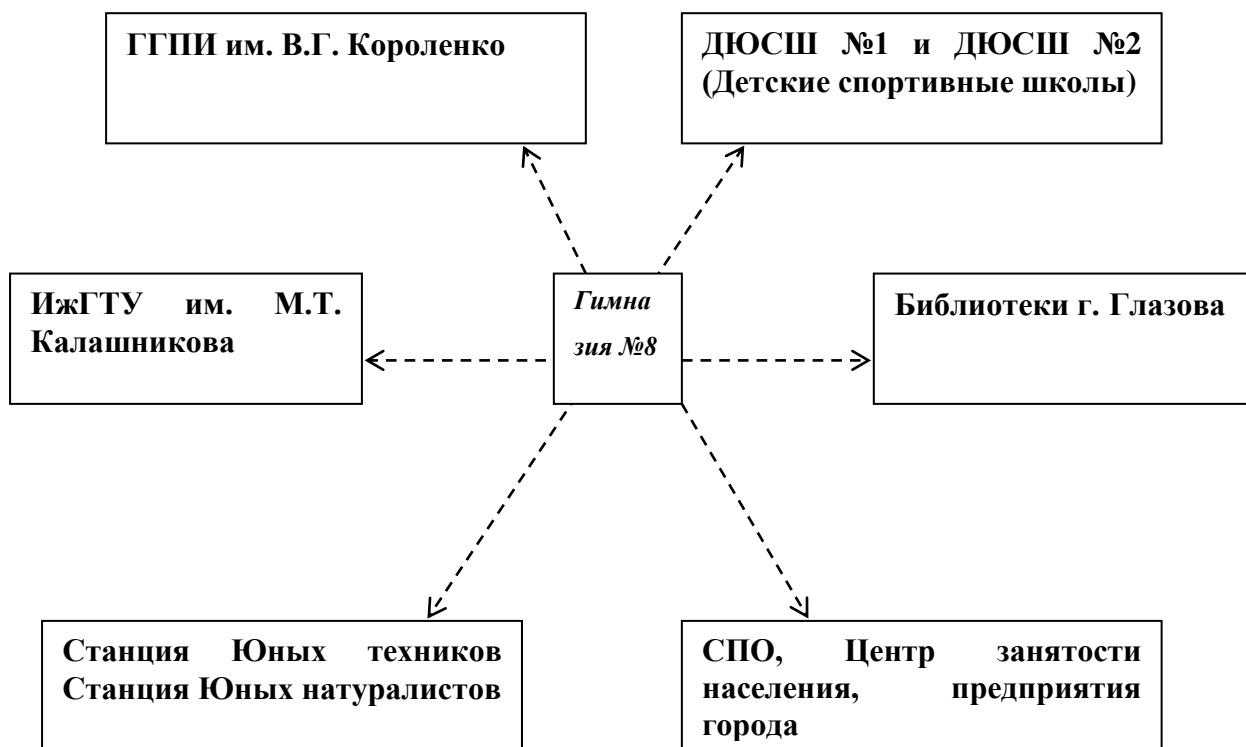 ГГПИ им. В.Г. Короленко
ДЮСШ №1 и ДЮСШ №2
(Детские спортивные школы)
ИжГТУ им. М.Т.
Калашникова
Гимна
зия №8
Библиотеки г. Глазова
Станция Юных техников
Станция Юных натуралистов
СПО, Центр занятости
населения, предприятия
города